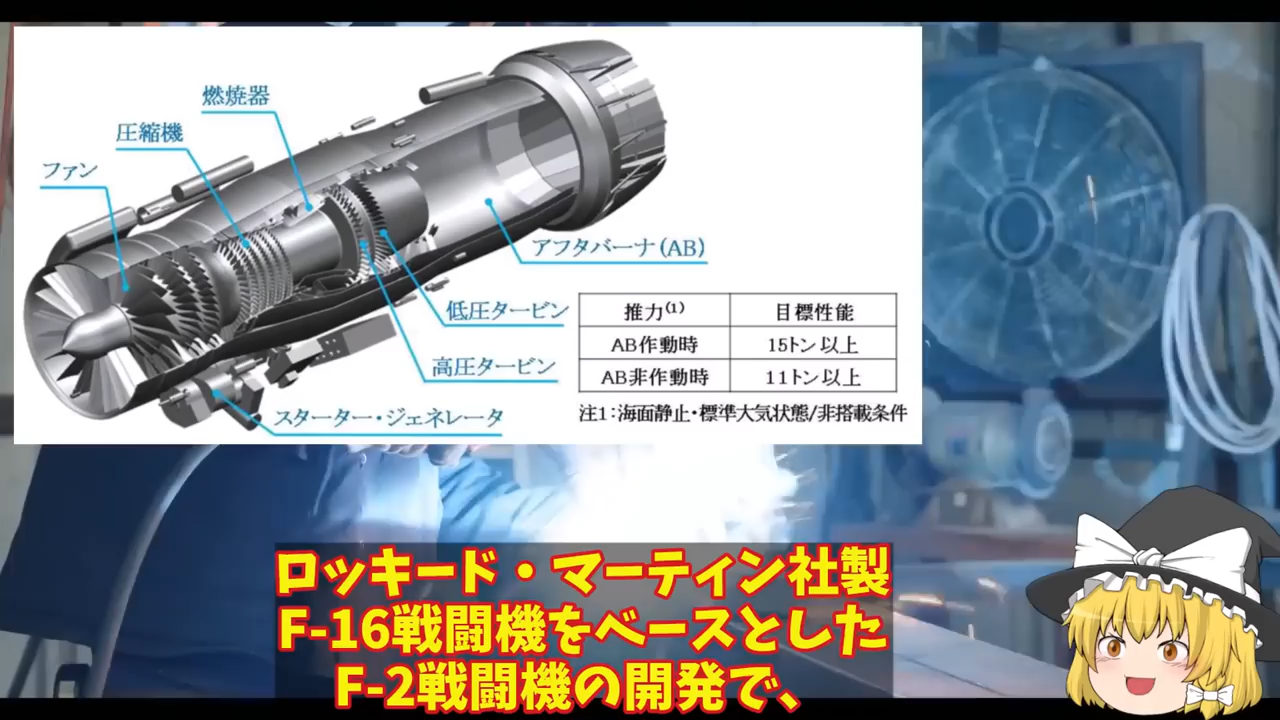 燃焼器
圧縮機
ファン
アフタバーナ(AB)
低圧タービン
高圧タービン
スターター・ジェネレータ
推力(1) 目標性能
AB作動時 15トン以上
AB非作動時 11トン以上
注1:海面静止・標準大気状態/非搭載条件
ロッキード・マーティン社製
F-16戦闘機をベースとした
F-2戦闘機の開発で、